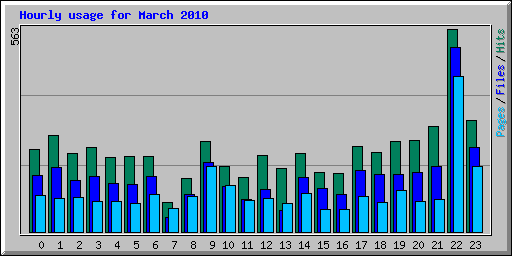 Hourly usage for March 2010
563
Pages / Files / Hits
0 1 2 3 4 5 6 7 8 9 10 11 12 13 14 15 16 17 18 19 20 21 22 23